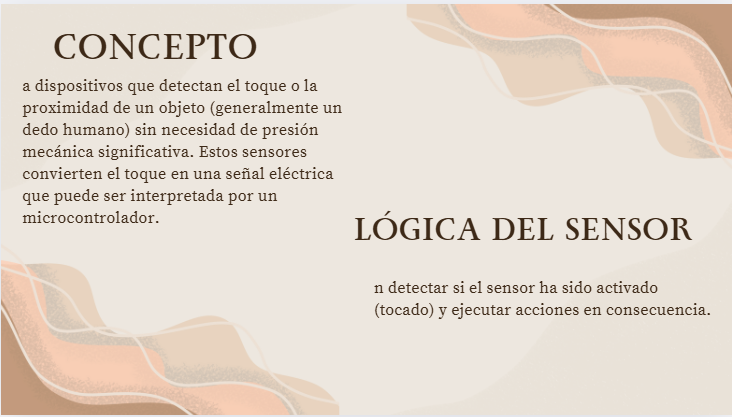 CONCEPTO
a dispositivos que detectan el toque o la
proximidad de un objeto (generalmente un
dedo humano) sin necesidad de presión
mecánica significativa. Estos sensores
convierten el toque en una señal eléctrica
que puede ser interpretada por un
microcontrolador.
LÓGICA DEL SENSOR
n detectar si el sensor ha sido activado
(tocado) y ejecutar acciones en consecuencia.